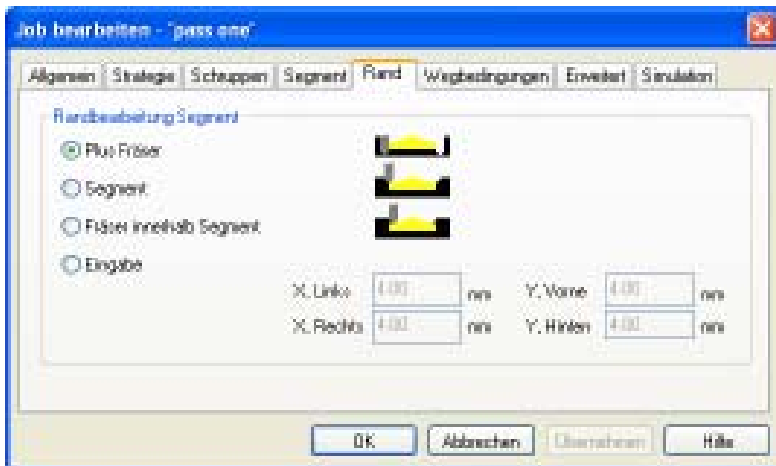 Job bearbeiten - "pass one"
Allgemein Strategie Schruppen Segment Rand Wegbedingungen Erweitert Simulation
Randbearbeitung Segment
Plus Fräser
Segment
Fräser innerhalb Segment
Eingabe
X, Links 4.00 mm Y, Vorne 4.00 mm
X, Rechts 4.00 mm Y, Hinten 4.00 mm
OK Abbrechen Übernehmen Hilfe